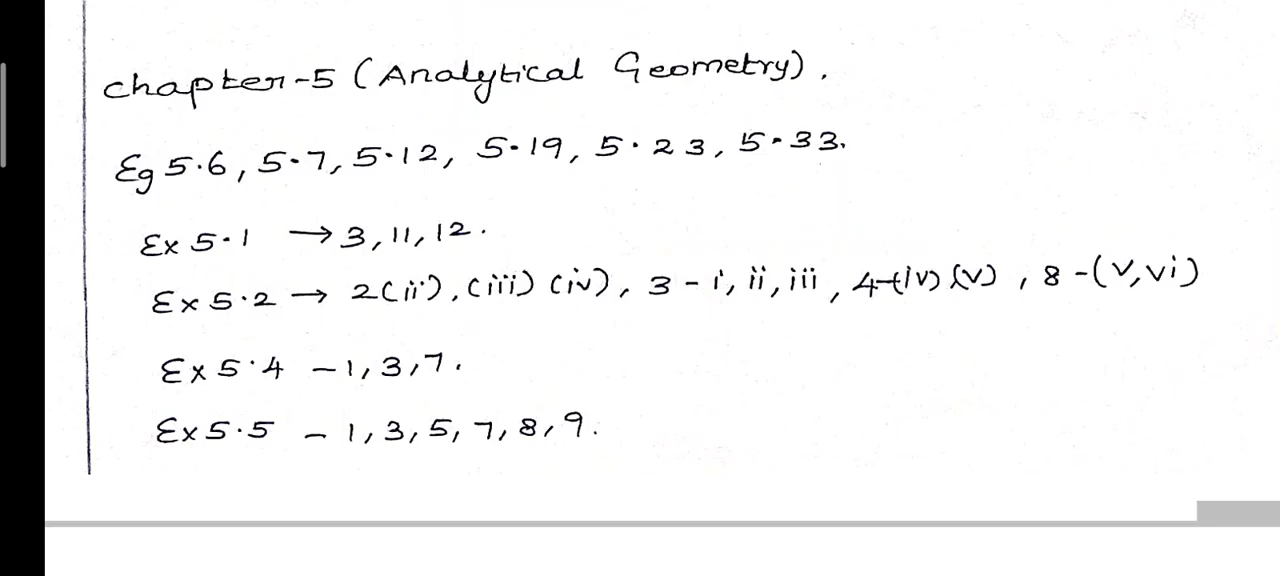 Chapter-5 (Analytical Geometry).
Eg 5.6, 5.7, 5.12, 5.19, 5.23, 5.33.
Ex 5.1 → 3, 11, 12.
Ex 5.2 → 2(ii), (iii) (iv), 3 - i, ii, iii, 4-(iv) (v), 8 -(v, vi)
Ex 5.4 - 1, 3, 7.
Ex 5.5 - 1, 3, 5, 7, 8, 9.